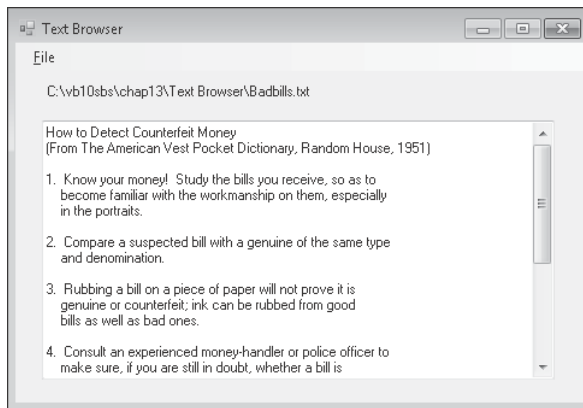 Text Browser
File
C:\vb10sbs\chap13\Text Browser\Badbills.txt
How to Detect Counterfeit Money
(From The American Vest Pocket Dictionary, Random House, 1951)
1. Know your money! Study the bills you receive, so as to
become familiar with the workmanship on them, especially
in the portraits.
2. Compare a suspected bill with a genuine of the same type
and denomination.
3. Rubbing a bill on a piece of paper will not prove it is
genuine or counterfeit; ink can be rubbed from good
bills as well as bad ones.
4. Consult an experienced money-handler or police officer to
make sure, if you are still in doubt, whether a bill is